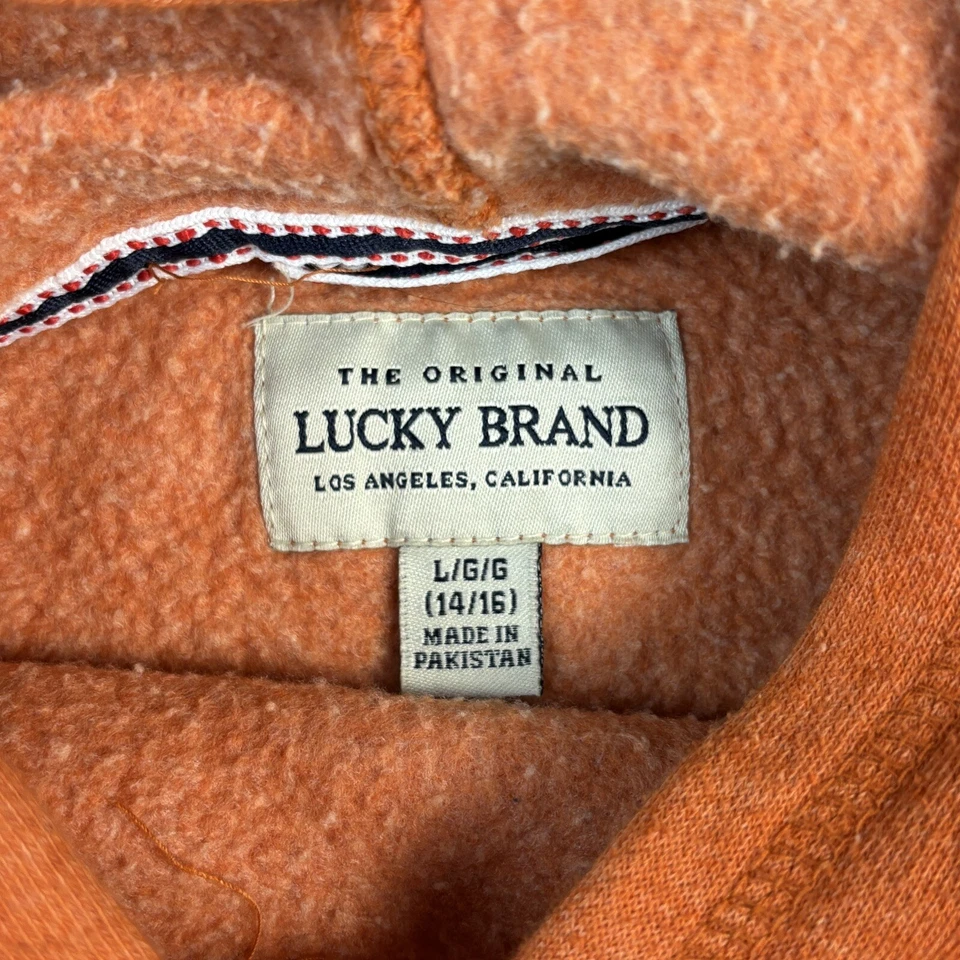 THE ORIGINAL
LUCKY BRAND
LOS ANGELES, CALIFORNIA
L/G/G
(14/16)
MADE IN
PAKISTAN